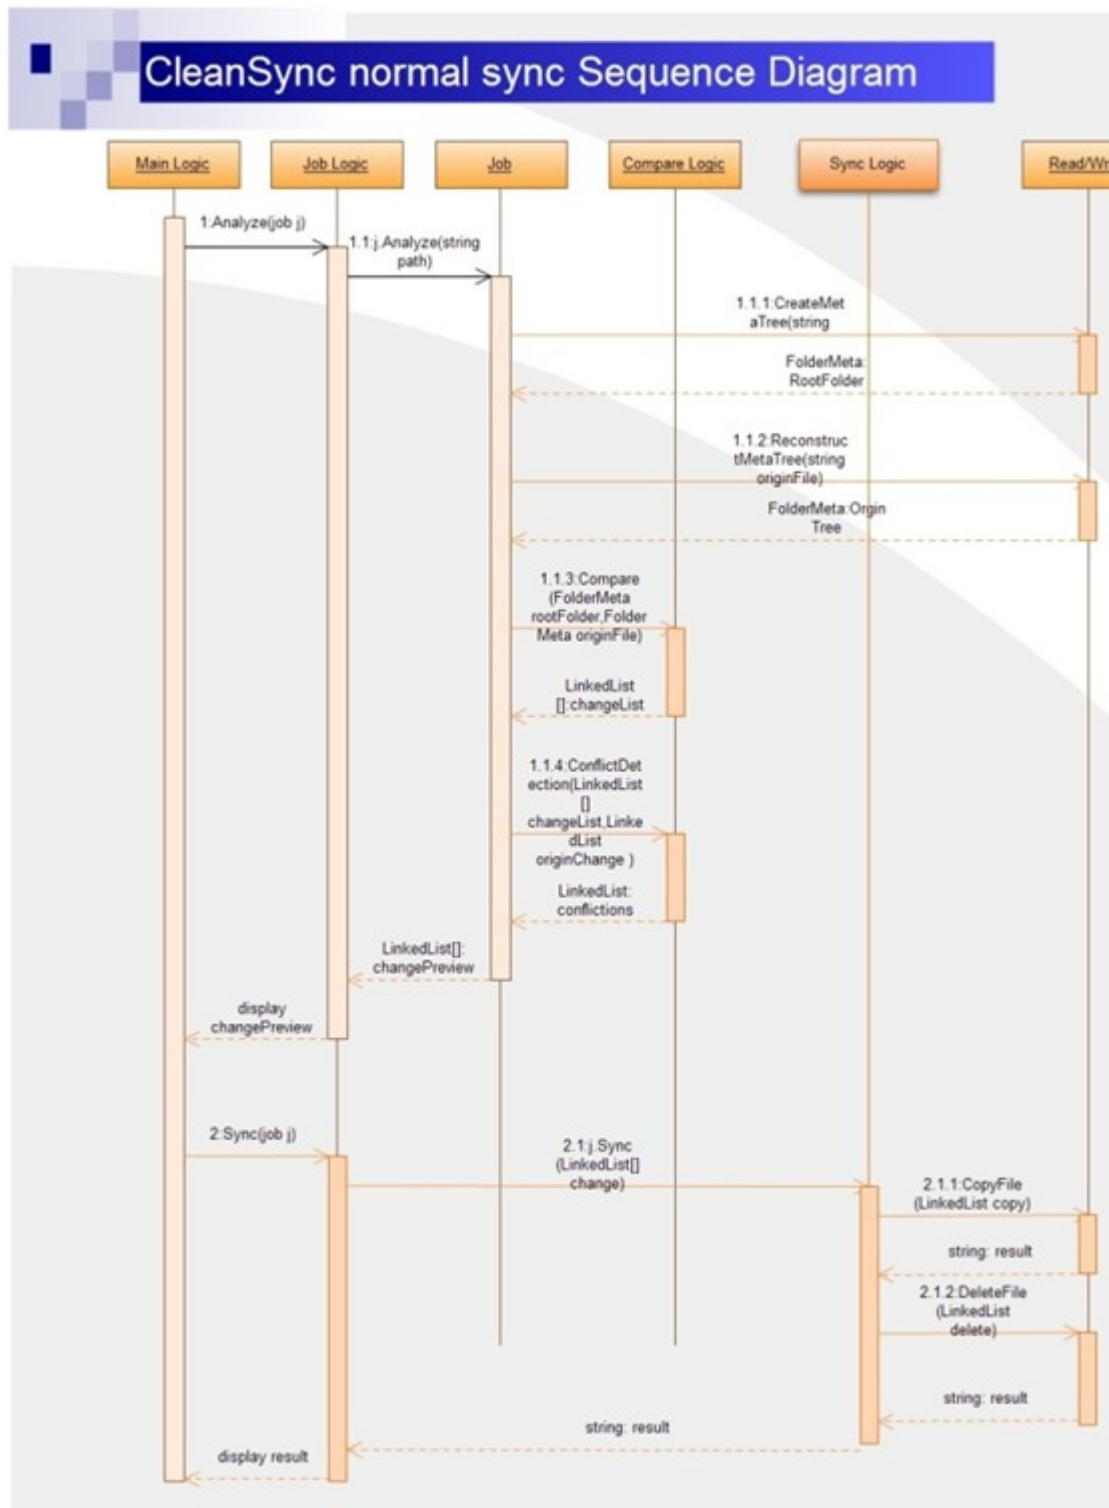 CleanSync normal sync Sequence Diagram
Main Logic
Job Logic
Job
Compare Logic
Sync Logic
Read/Wr
1:Analyze(job j)
1.1:j.Analyze(string
path)
1.1.1:CreateMet
aTree(string
FolderMeta:
RootFolder
1.1.2:Reconstruc
tMetaTree(string
originFile)
FolderMeta:Orgin
Tree
1.1.3:Compare
(FolderMeta
rootFolder,Folder
Meta originFile)
LinkedList
[]:changeList
1.1.4:ConflictDet
ection(LinkedList
[]
changeList,Linke
dList
originChange )
LinkedList:
conflictions
LinkedList[]:
changePreview
display
changePreview
2:Sync(job j)
2.1:j.Sync
(LinkedList[]
change)
2.1.1:CopyFile
(LinkedList copy)
string: result
2.1.2:DeleteFile
(LinkedList
delete)
string: result
string: result
display result